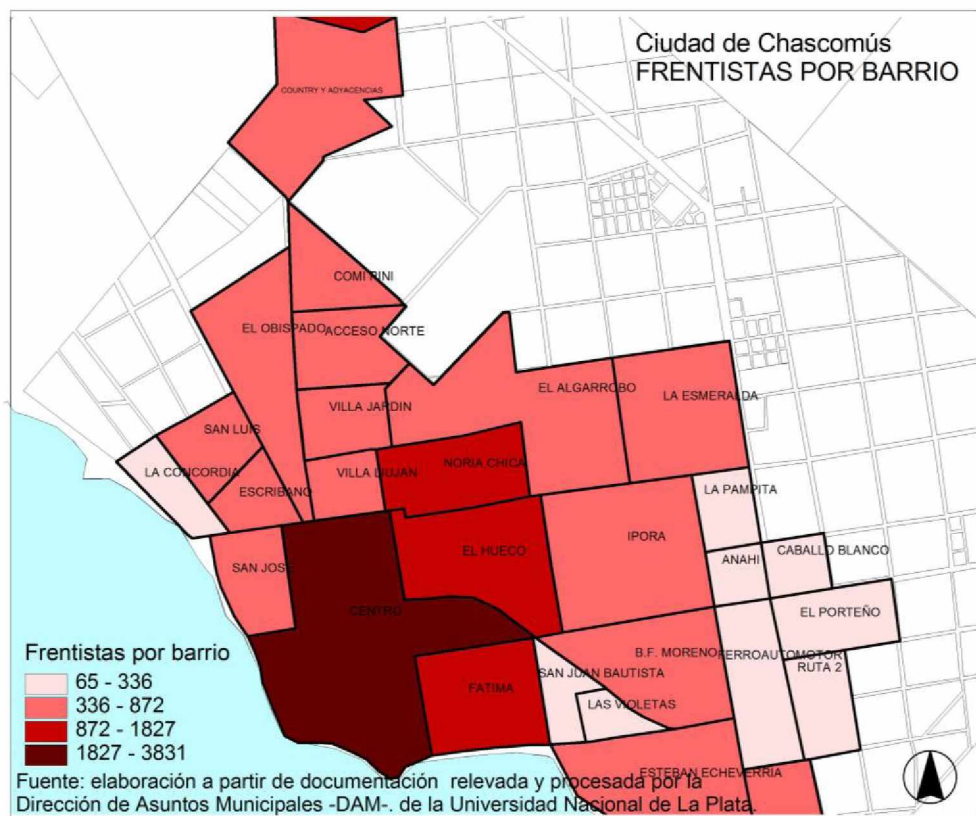 Ciudad de Chascomús
FRENTISTAS POR BARRIO
COUNTRY Y ADYACENCIAS
COMI PINI
EL OBISPADO
ACCESO NORTE
EL ALGARROBO
LA ESMERALDA
VILLA JARDIN
SAN LUIS
LA CONCORDIA
VILLA LUJAN
NORIA CHICA
ESCRIBANO
LA PAMPITA
IPORA
EL HUECO
CABALLO BLANCO
ANAHI
SAN JOSE
CENTRO
EL PORTEÑO
B.F. MORENO
FERROAUTOMOTOR
RUTA 2
SAN JUAN BAUTISTA
FATIMA
LAS VIOLETAS
ESTEBAN ECHEVERRIA
Frentistas por barrio
65 - 336
336 - 872
872 - 1827
1827 - 3831
Fuente: elaboración a partir de documentación relevada y procesada por la
Dirección de Asuntos Municipales -DAM-. de la Universidad Nacional de La Plata.